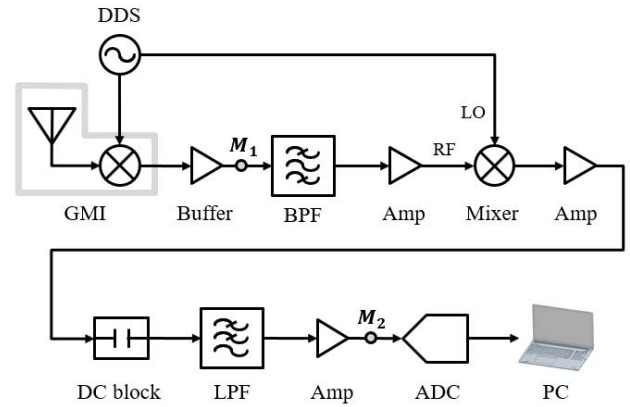 DDS
LO
M1
RF
GMI
Buffer
BPF
Amp
Mixer
Amp
M2
DC block
LPF
Amp
ADC
PC